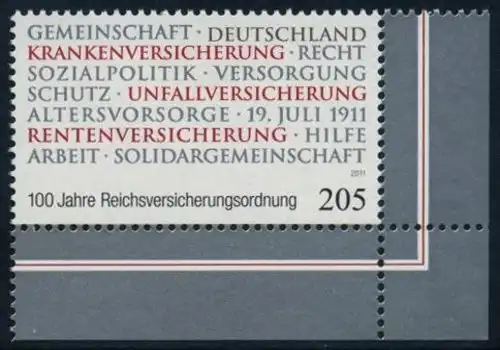 GEMEINSCHAFT · DEUTSCHLAND
KRANKENVERSICHERUNG · RECHT
SOZIALPOLITIK · VERSORGUNG
SCHUTZ · UNFALLVERSICHERUNG
ALTERSVORSORGE · 19. JULI 1911
RENTENVERSICHERUNG · HILFE
ARBEIT · SOLIDARGEMEINSCHAFT
2011
100 Jahre Reichsversicherungsordnung 205